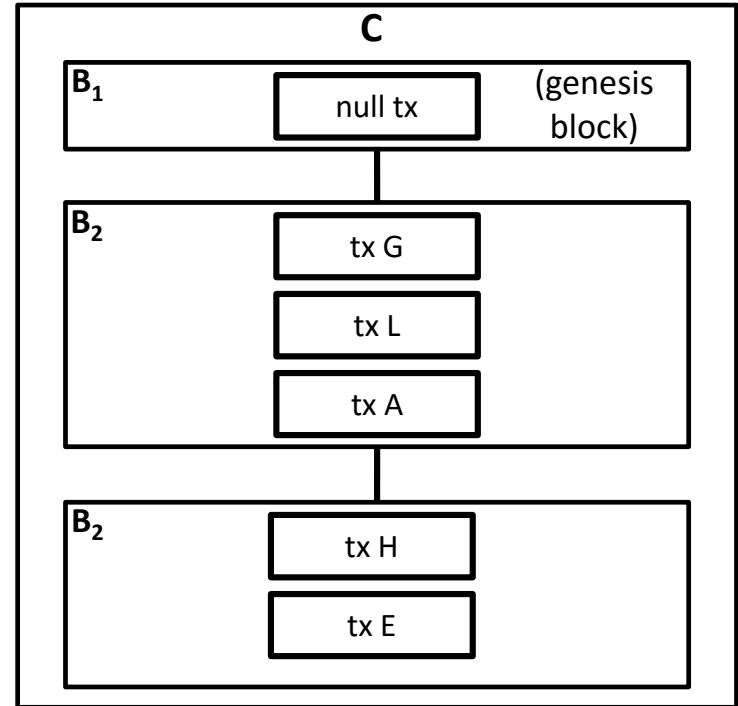 C
B₁
null tx
(genesis
block)
B₂
tx G
tx L
tx A
B₂
tx H
tx E